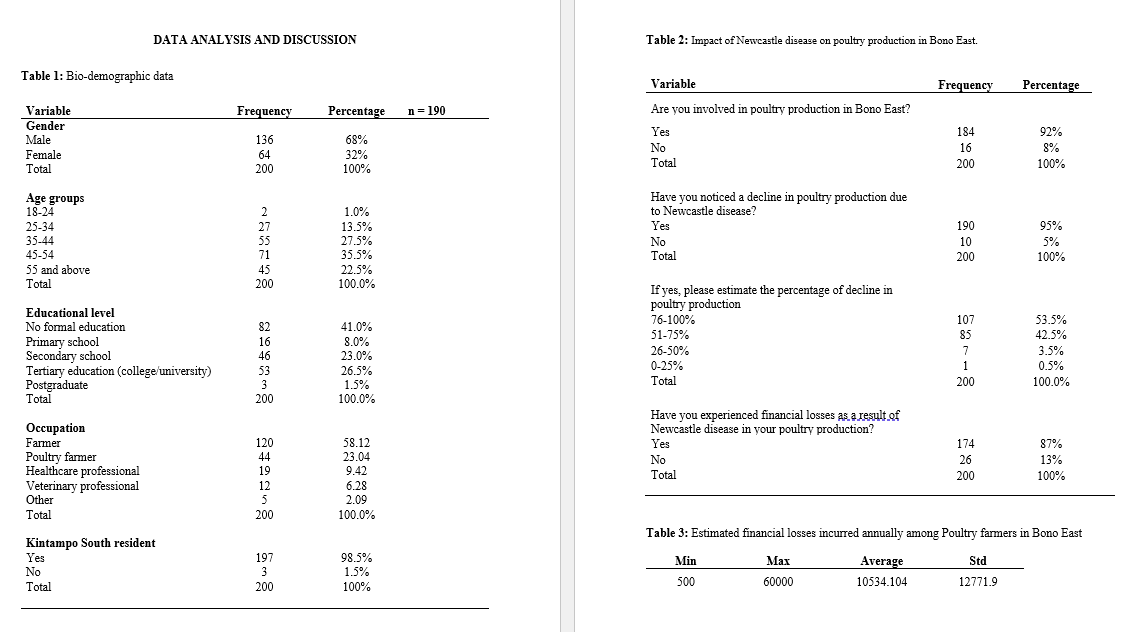 DATA ANALYSIS AND DISCUSSION
Table 1: Bio-demographic data
Variable Frequency Percentage n = 190
Gender
Male 136 68%
Female 64 32%
Total 200 100%
Age groups
18-24 2 1.0%
25-34 27 13.5%
35-44 55 27.5%
45-54 71 35.5%
55 and above 45 22.5%
Total 200 100.0%
Educational level
No formal education 82 41.0%
Primary school 16 8.0%
Secondary school 46 23.0%
Tertiary education (college/university) 53 26.5%
Postgraduate 3 1.5%
Total 200 100.0%
Occupation
Farmer 120 58.12
Poultry farmer 44 23.04
Healthcare professional 19 9.42
Veterinary professional 12 6.28
Other 5 2.09
Total 200 100.0%
Kintampo South resident
Yes 197 98.5%
No 3 1.5%
Total 200 100%
Table 2: Impact of Newcastle disease on poultry production in Bono East.
Variable Frequency Percentage
Are you involved in poultry production in Bono East?
Yes 184 92%
No 16 8%
Total 200 100%
Have you noticed a decline in poultry production due
to Newcastle disease?
Yes 190 95%
No 10 5%
Total 200 100%
If yes, please estimate the percentage of decline in
poultry production
76-100% 107 53.5%
51-75% 85 42.5%
26-50% 7 3.5%
0-25% 1 0.5%
Total 200 100.0%
Have you experienced financial losses as a result of
Newcastle disease in your poultry production?
Yes 174 87%
No 26 13%
Total 200 100%
Table 3: Estimated financial losses incurred annually among Poultry farmers in Bono East
Min Max Average Std
500 60000 10534.104 12771.9